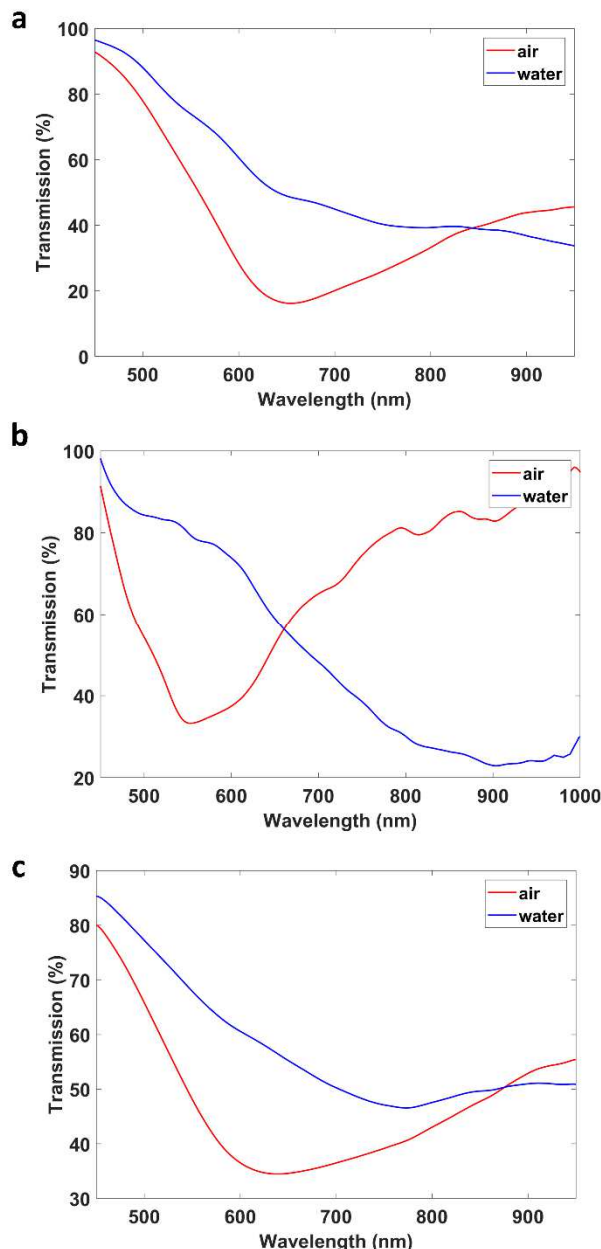 a
100
80
60
40
20
0
Transmission (%)
air
water
500 600 700 800 900
Wavelength (nm)
b
100
80
60
40
20
Transmission (%)
air
water
500 600 700 800 900 1000
Wavelength (nm)
c
90
80
70
60
50
40
30
Transmission (%)
air
water
500 600 700 800 900
Wavelength (nm)